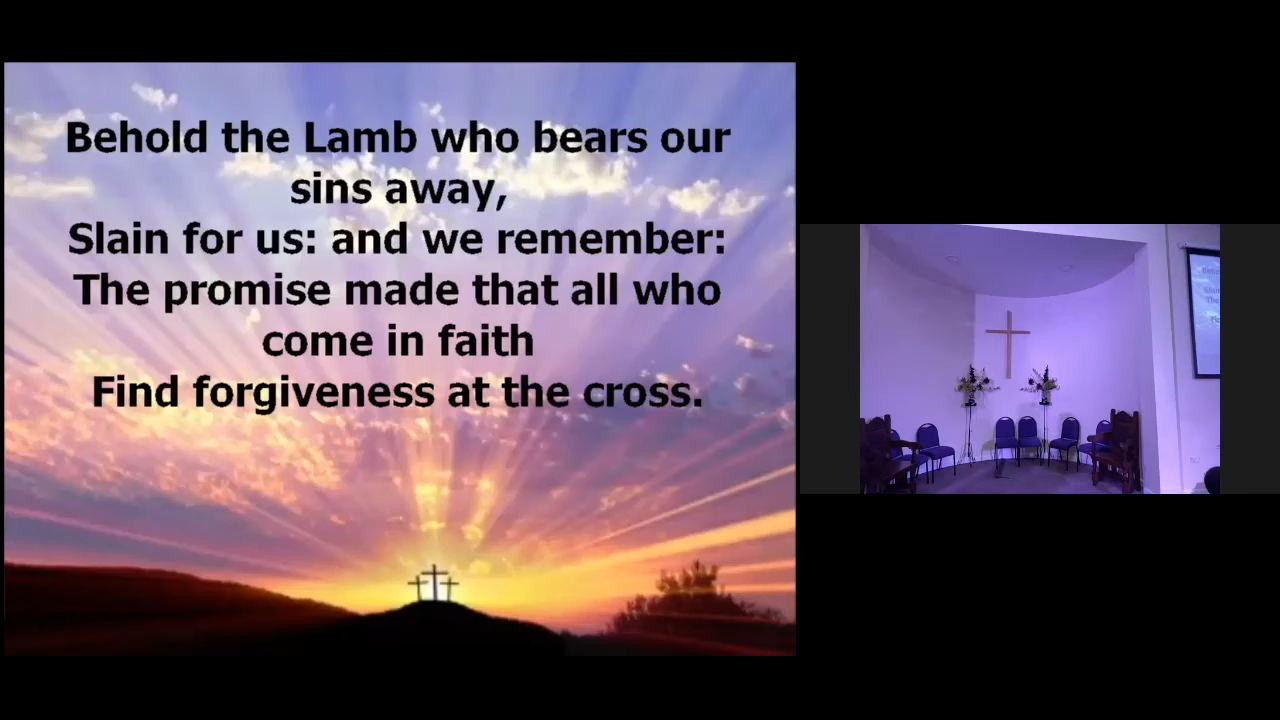 Behold the Lamb who bears our
sins away,
Slain for us: and we remember:
The promise made that all who
come in faith
Find forgiveness at the cross.